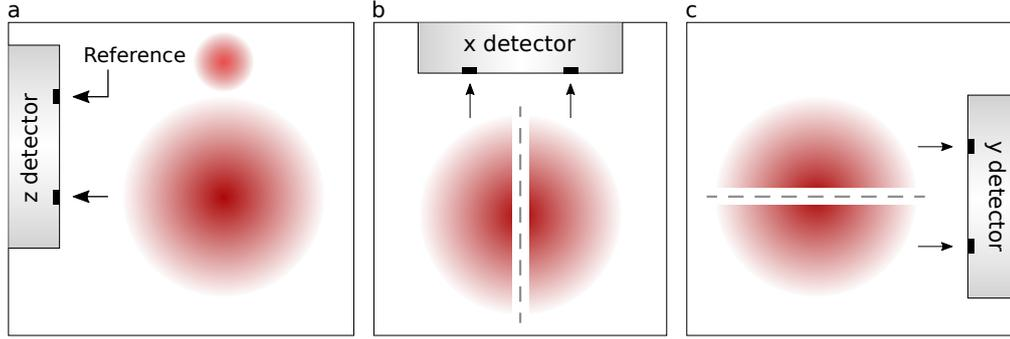 a
Reference
z detector
b
x detector
c
y detector